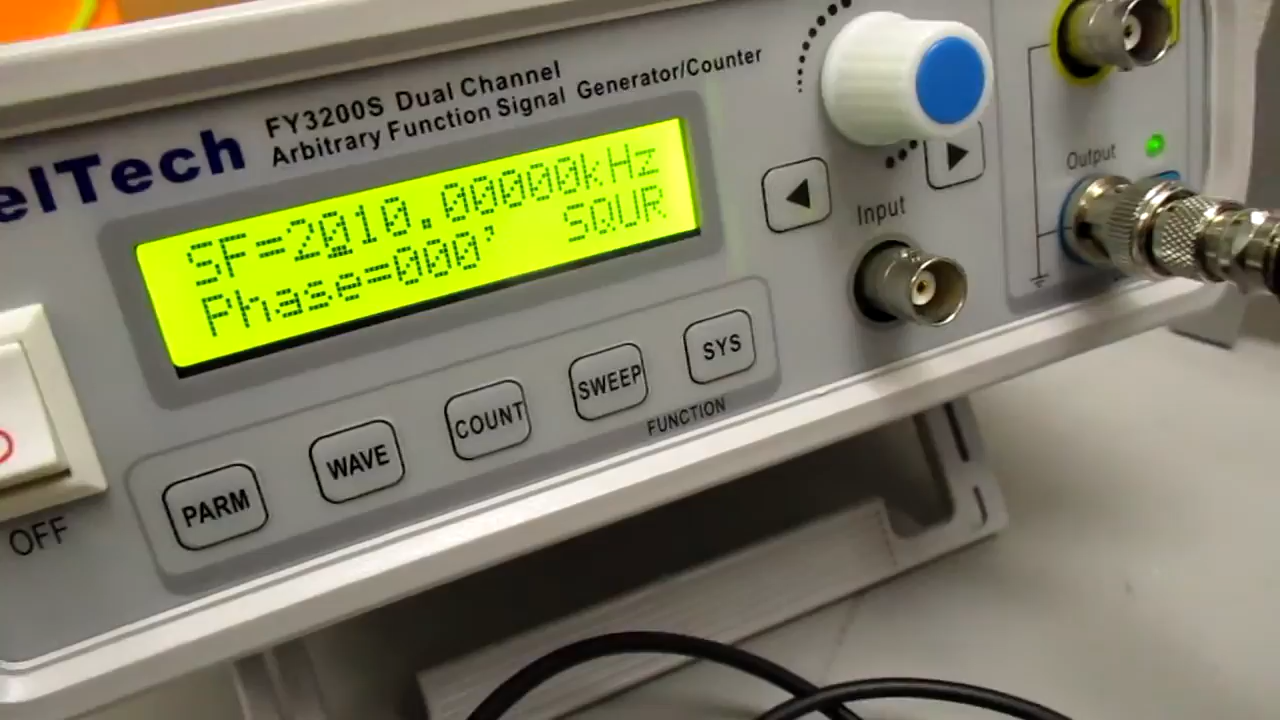 elTech
FY3200S Dual Channel
Arbitrary Function Signal Generator/Counter
SF=2010.00000kHz
Phase=000' SQUR
Input
Output
PARM
WAVE
COUNT
SWEEP
SYS
FUNCTION
OFF